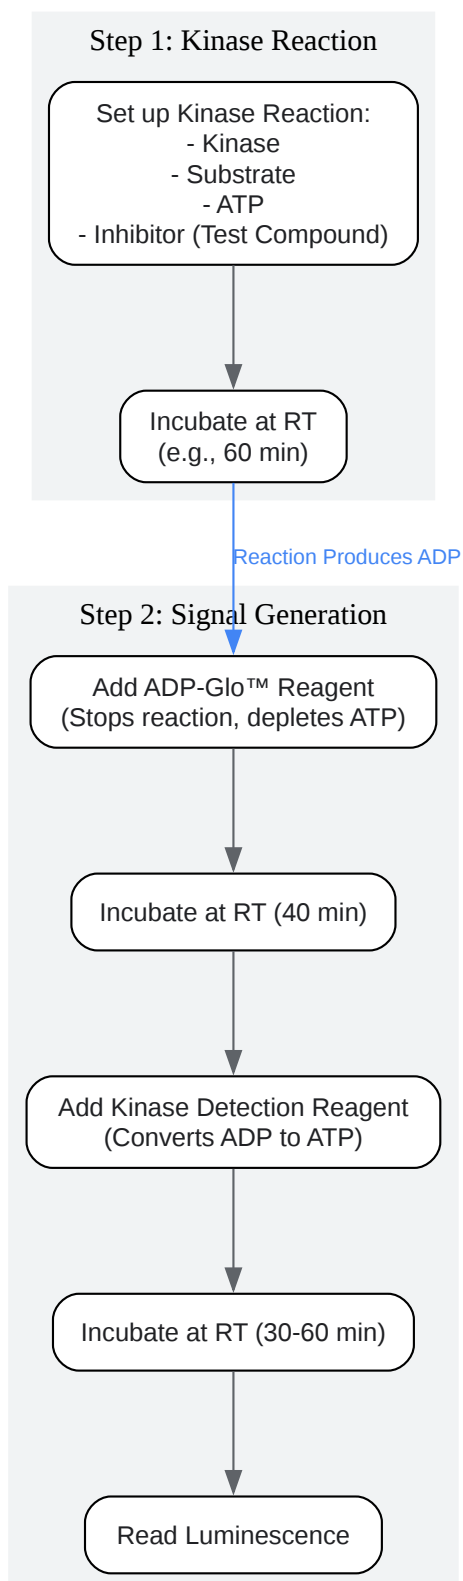 Step 1: Kinase Reaction
Set up Kinase Reaction:
- Kinase
- Substrate
- ATP
- Inhibitor (Test Compound)
Incubate at RT
(e.g., 60 min)
Reaction Produces ADP
Step 2: Signal Generation
Add ADP-Glo™ Reagent
(Stops reaction, depletes ATP)
Incubate at RT (40 min)
Add Kinase Detection Reagent
(Converts ADP to ATP)
Incubate at RT (30-60 min)
Read Luminescence